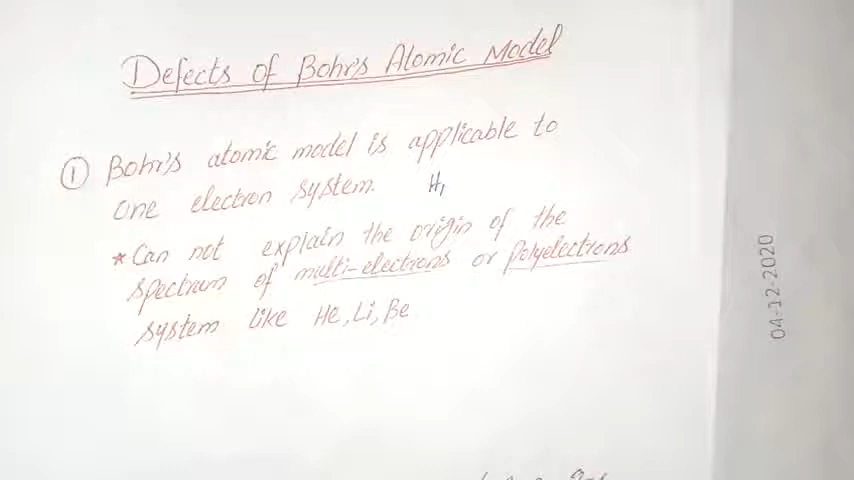 Defects of Bohr's Atomic Model
① Bohr's atomic model is applicable to
one electron system. H,
* Can not explain the origin of the
spectrum of multi-electrons or polyelectrons
system like He, Li, Be
04-12-2020